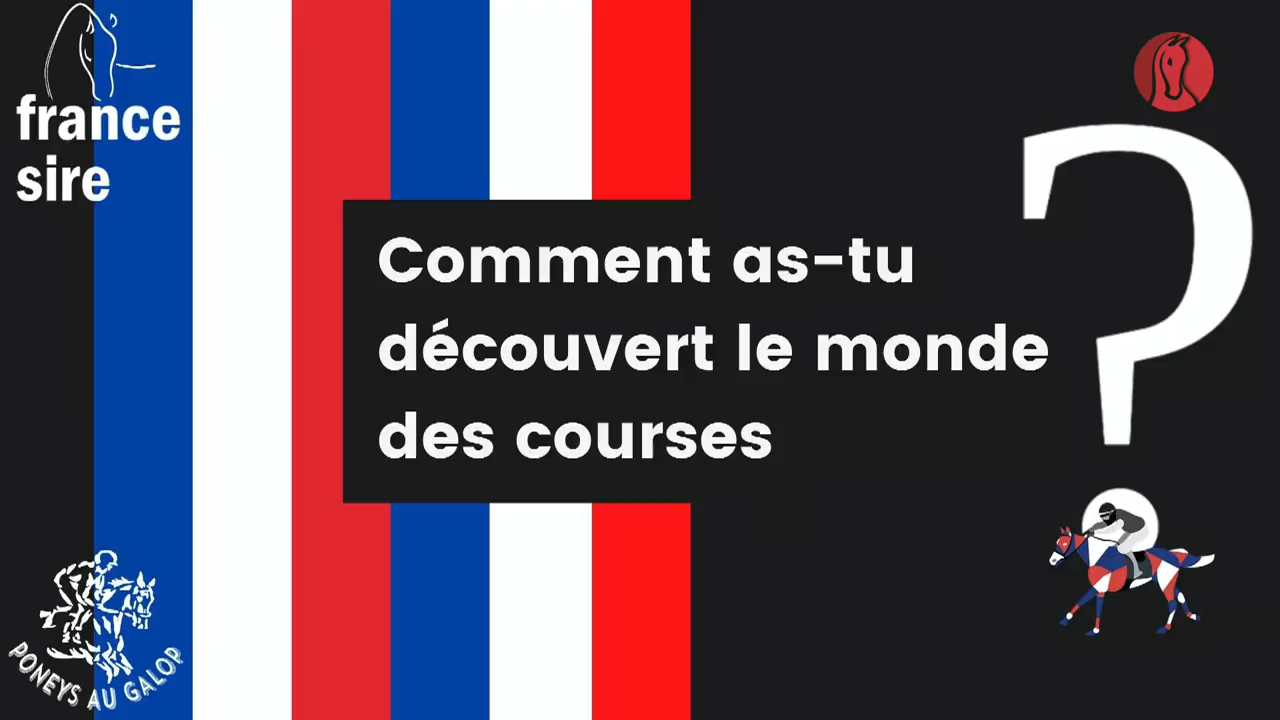 france
sire
Comment as-tu
découvert le monde
des courses
?
PONEYS AU GALOP